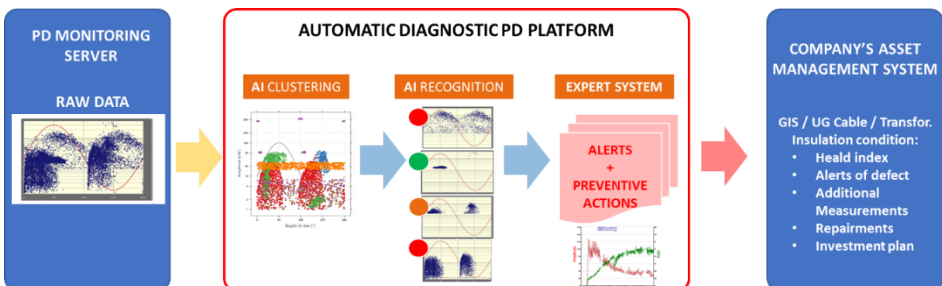 PD MONITORING
SERVER
RAW DATA
AUTOMATIC DIAGNOSTIC PD PLATFORM
AI CLUSTERING
AI RECOGNITION
EXPERT SYSTEM
ALERTS
+
PREVENTIVE
ACTIONS
COMPANY'S ASSET
MANAGEMENT SYSTEM
GIS / UG Cable / Transfor.
Insulation condition:
• Heald index
• Alerts of defect
• Additional
Measurements
• Repairments
• Investment plan